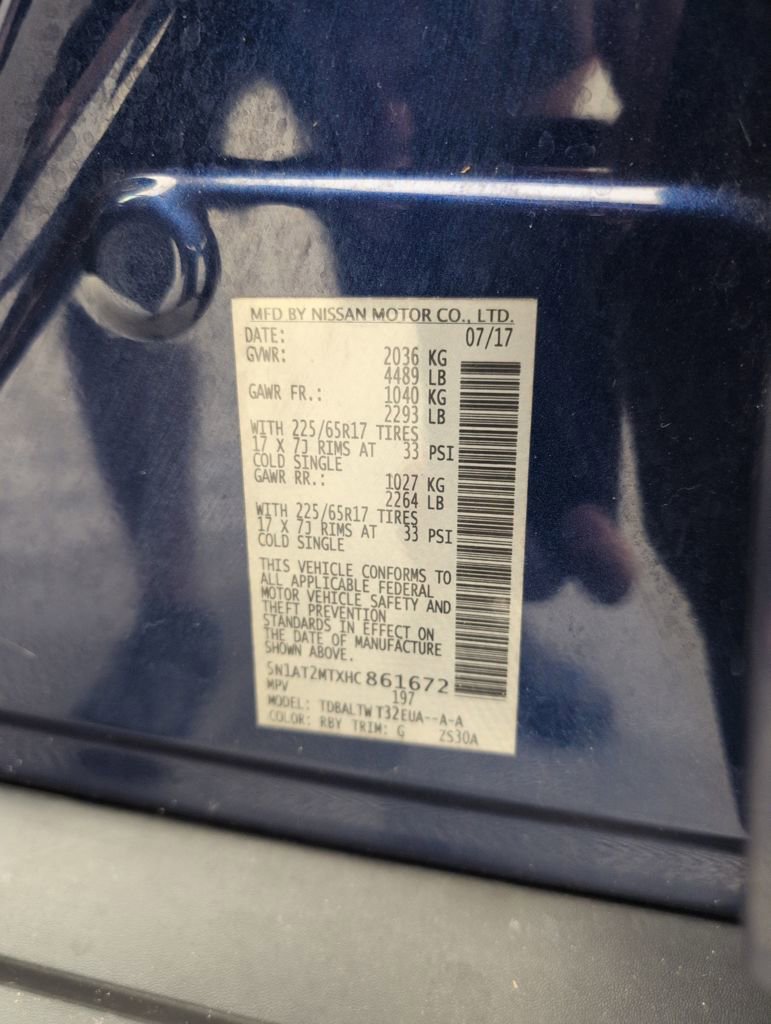 MFD BY NISSAN MOTOR CO., LTD.
DATE: 07/17
GVWR: 2036 KG
4489 LB
GAWR FR.: 1040 KG
2293 LB
WITH 225/65R17 TIRES
17 X 7J RIMS AT 33 PSI
COLD SINGLE
GAWR RR.: 1027 KG
2264 LB
WITH 225/65R17 TIRES
17 X 7J RIMS AT 33 PSI
COLD SINGLE
THIS VEHICLE CONFORMS TO
ALL APPLICABLE FEDERAL
MOTOR VEHICLE SAFETY AND
THEFT PREVENTION
STANDARDS IN EFFECT ON
THE DATE OF MANUFACTURE
SHOWN ABOVE.
5N1AT2MTXHC861672
MPV 197
MODEL: TDBALTW T32EUA--A-A
COLOR: RBY TRIM: G ZS30A